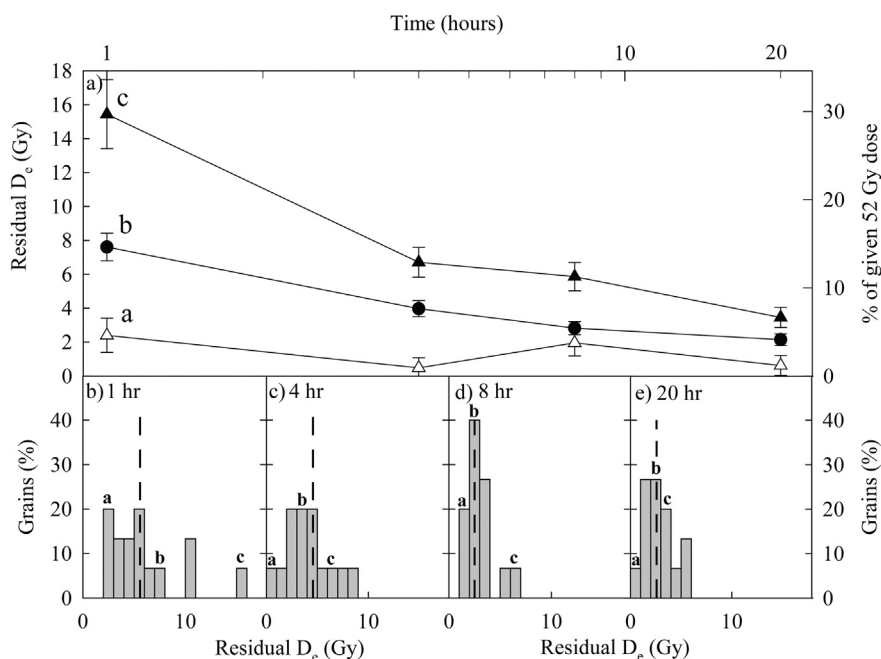 Time (hours)
1 10 20
a)
18
16
14
12
10
8
6
4
2
0
Residual De (Gy)
c
b
a
30
20
10
0
% of given 52 Gy dose
b) 1 hr c) 4 hr d) 8 hr e) 20 hr
40
30
20
10
0
Grains (%)
a b c
a b c
a b c
a b c
40
30
20
10
0
Grains (%)
0 10 0 10 0 10 0 10
Residual De (Gy) Residual De (Gy)